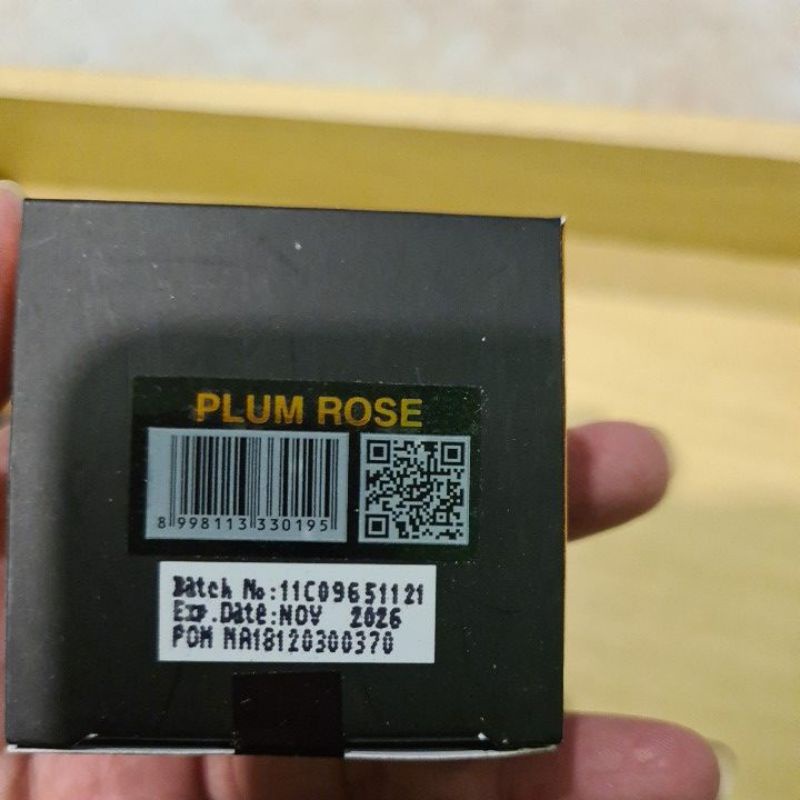 PLUM ROSE
8 998113 330195
Batch No:11C09651121
Exp.Date:NOV 2026
POM NA18120300370